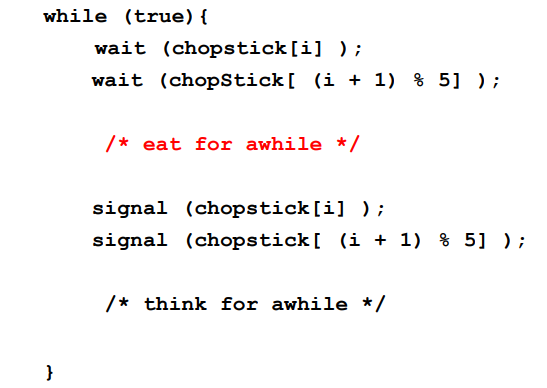 while (true){
wait (chopstick[i] );
wait (chopStick[ (i + 1) % 5] );
/* eat for awhile */
signal (chopstick[i] );
signal (chopstick[ (i + 1) % 5] );
/* think for awhile */
}